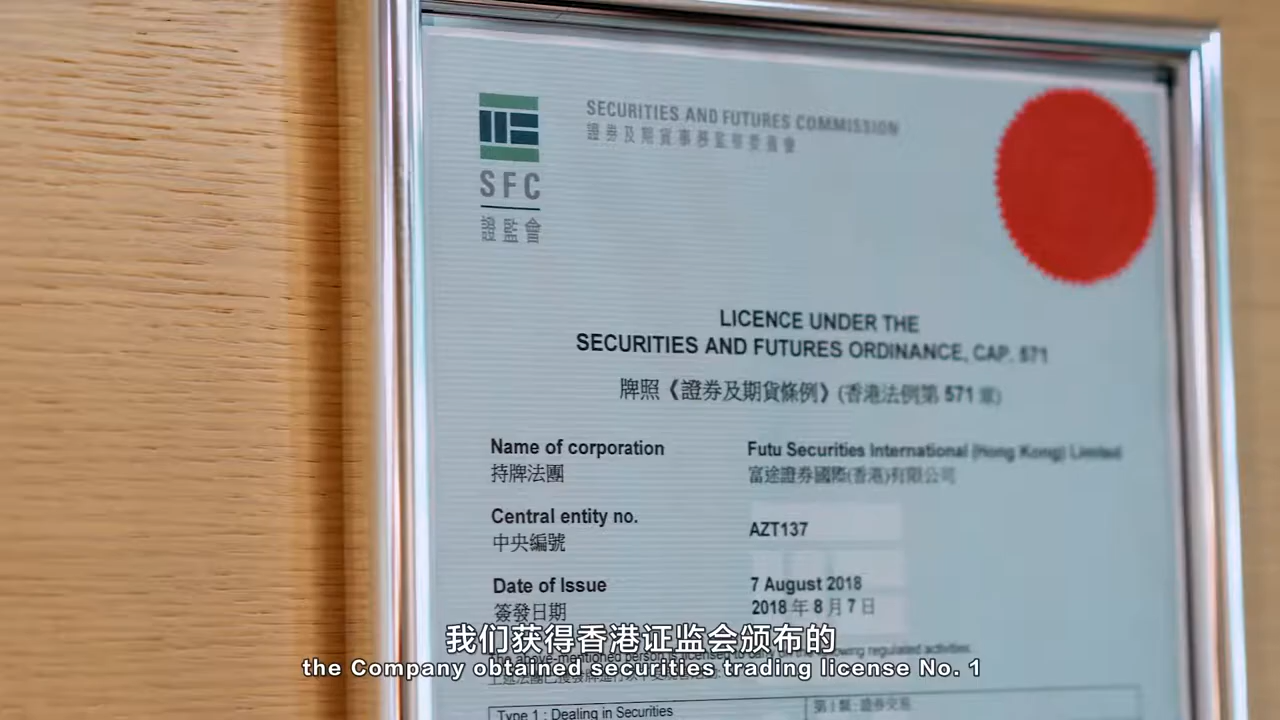 SECURITIES AND FUTURES COMMISSION
證券及期貨事務監察委員會
SFC
證監會
LICENCE UNDER THE
SECURITIES AND FUTURES ORDINANCE, CAP. 571
牌照《證券及期貨條例》(香港法例第 571 章)
Name of corporation
Futu Securities International (Hong Kong) Limited
持牌法團
富途證券國際(香港)有限公司
Central entity no.
AZT137
中央編號
Date of Issue
7 August 2018
簽發日期
2018 年 8 月 7 日
我们获得香港证监会颁布的
the Company obtained securities trading license No. 1
Type 1 : Dealing in Securities
第 1 類 : 證券交易